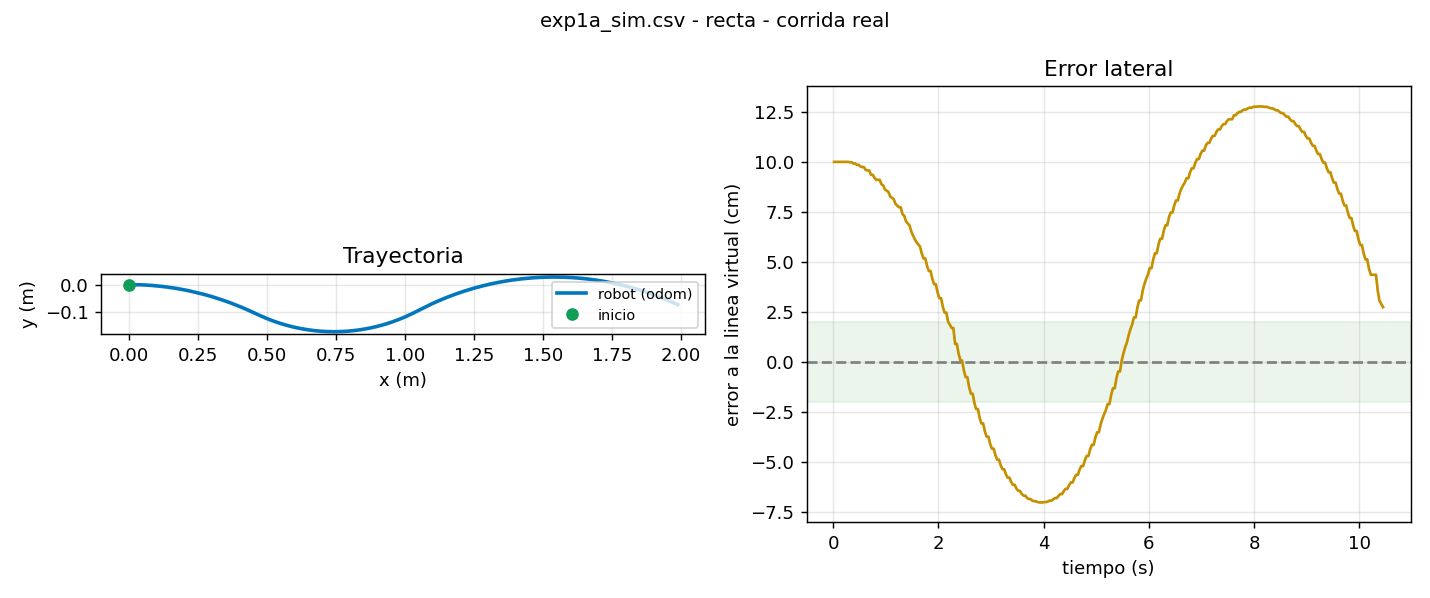 exp1a_sim.csv - recta - corrida real
Trayectoria
y (m)
0.0
−0.1
robot (odom)
inicio
0.00 0.25 0.50 0.75 1.00 1.25 1.50 1.75 2.00
x (m)
Error lateral
error a la linea virtual (cm)
12.5
10.0
7.5
5.0
2.5
0.0
−2.5
−5.0
−7.5
0 2 4 6 8 10
tiempo (s)